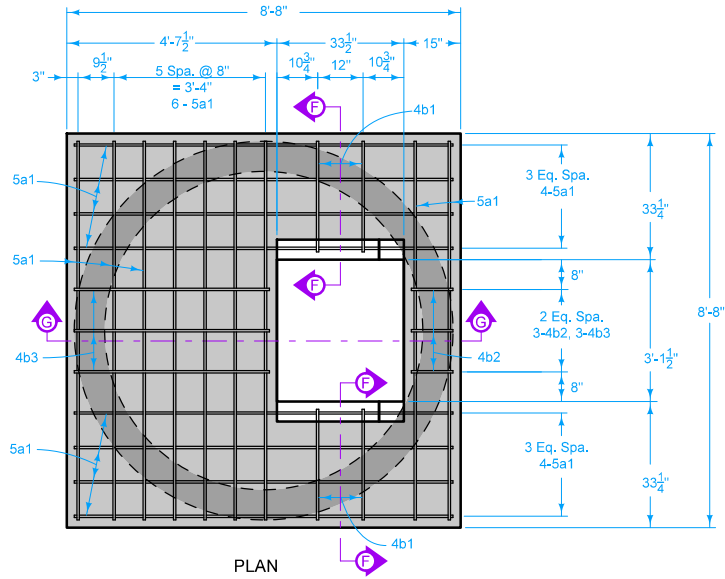 8'-8"
4'-7½"
33½"
15"
3"
9½"
5 Spa. @ 8"
= 3'-4"
6 - 5a1
10¾"
12"
10¾"
F
4b1
5a1
3 Eq. Spa.
4-5a1
33¼"
5a1
5a1
F
8"
G
G
2 Eq. Spa.
3-4b2, 3-4b3
3'-1½"
8'-8"
4b3
4b2
F
8"
5a1
3 Eq. Spa.
4-5a1
33¼"
4b1
F
PLAN